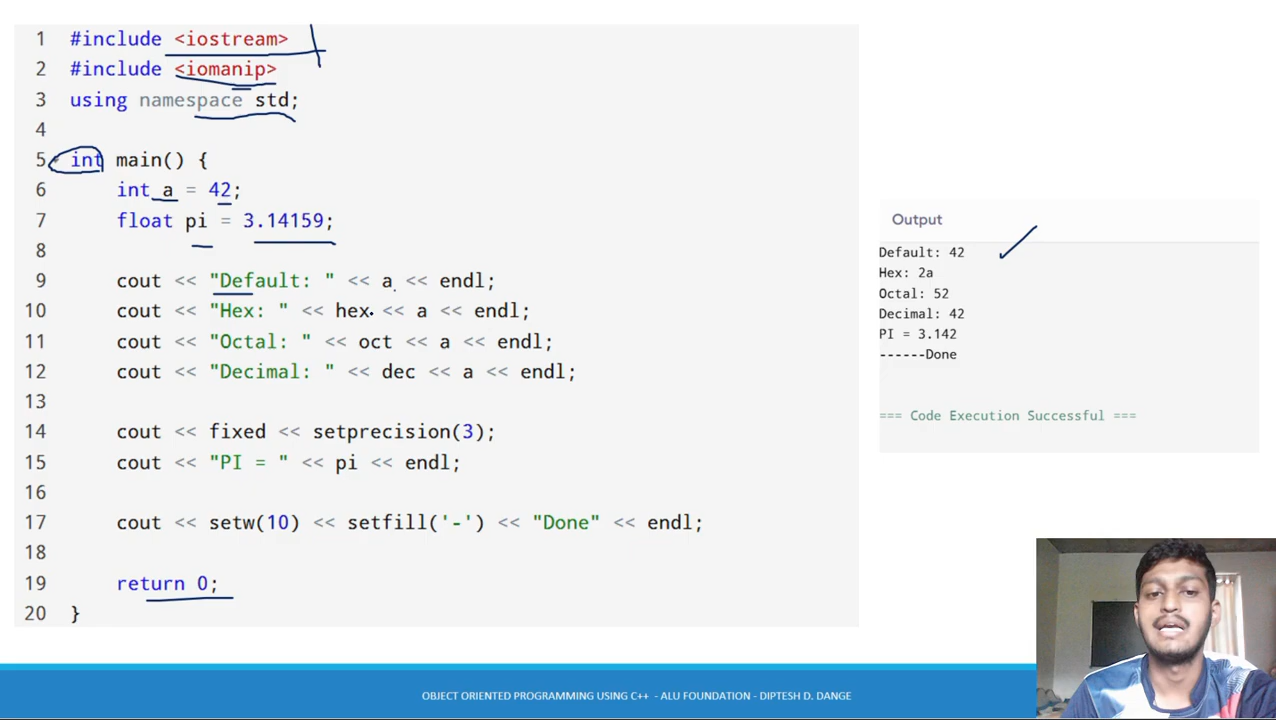 1 #include <iostream>
2 #include <iomanip>
3 using namespace std;
4
5 int main() {
6 int a = 42;
7 float pi = 3.14159;
8
9 cout << "Default: " << a << endl;
10 cout << "Hex: " << hex << a << endl;
11 cout << "Octal: " << oct << a << endl;
12 cout << "Decimal: " << dec << a << endl;
13
14 cout << fixed << setprecision(3);
15 cout << "PI = " << pi << endl;
16
17 cout << setw(10) << setfill('-') << "Done" << endl;
18
19 return 0;
20 }
Output
Default: 42
Hex: 2a
Octal: 52
Decimal: 42
PI = 3.142
------Done
=== Code Execution Successful ===
OBJECT ORIENTED PROGRAMMING USING C++ - ALU FOUNDATION - DIPTESH D. DANGE